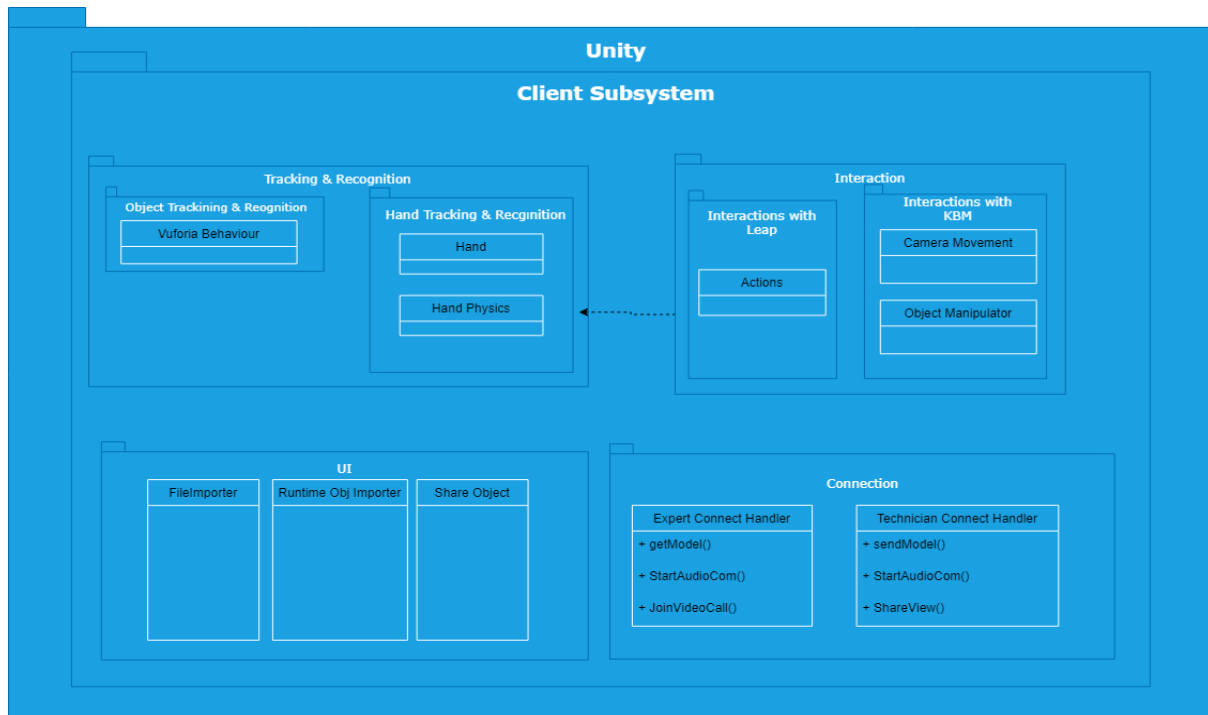 Unity
Client Subsystem
Tracking & Recognition
Object Trackining & Reognition
Vuforia Behaviour
Hand Tracking & Recginition
Hand
Hand Physics
Interaction
Interactions with
Leap
Actions
Interactions with
KBM
Camera Movement
Object Manipulator
UI
FileImporter
Runtime Obj Importer
Share Object
Connection
Expert Connect Handler
+ getModel()
+ StartAudioCom()
+ JoinVideoCall()
Technician Connect Handler
+ sendModel()
+ StartAudioCom()
+ ShareView()